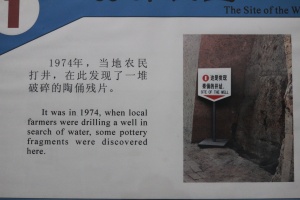 The Site of the W
1974年，当地农民
打井，在此发现了一堆
破碎的陶俑残片。
It was in 1974, when local
farmers were drilling a well in
search of water, some pottery
fragments were discovered
here.
SITE OF THE WELL